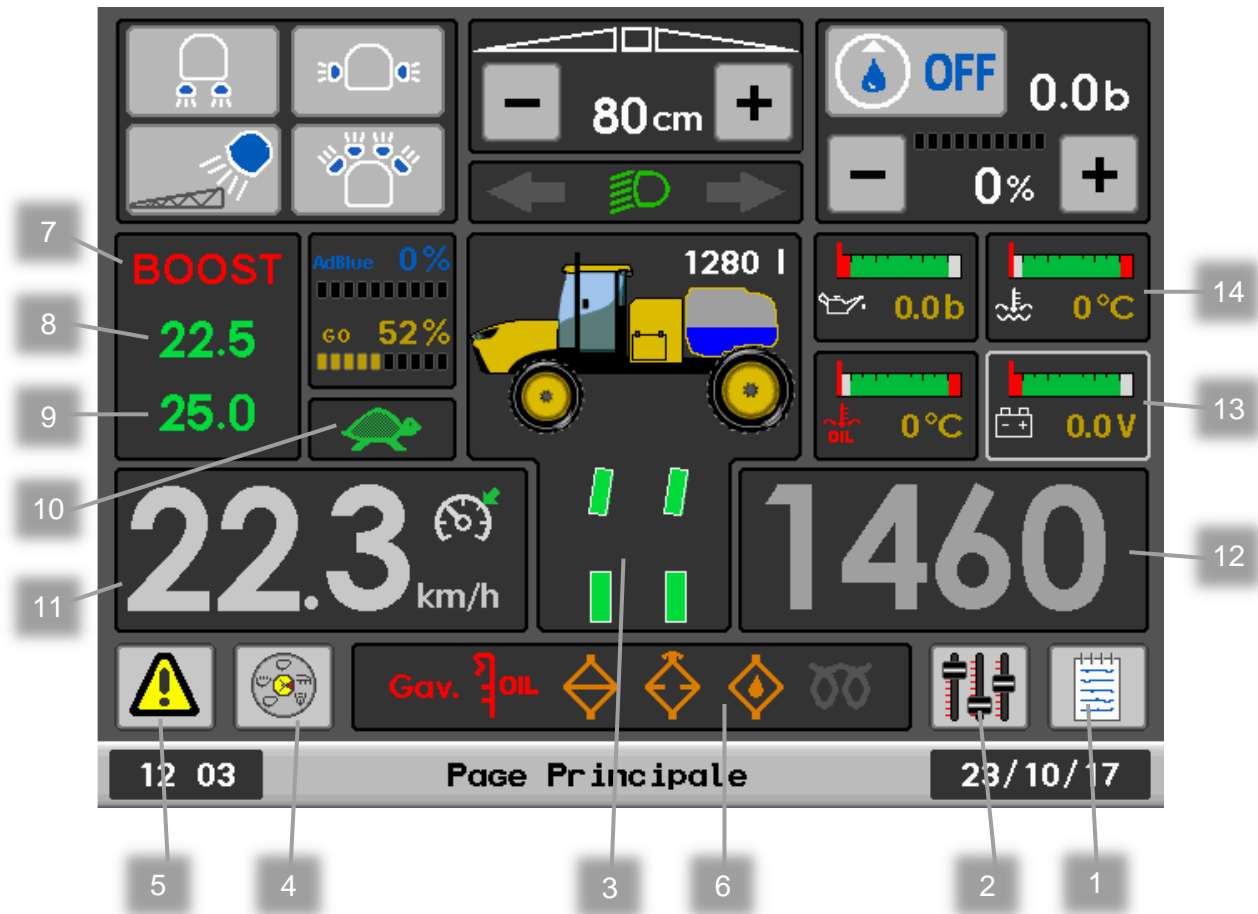 OFF
0.0b
− 80cm +
− 0% +
7
BOOST
AdBlue 0%
1280 l
0.0b
0°C
14
8
22.5
GO 52%
9
25.0
OIL
0°C
- +
0.0V
13
10
22.3
km/h
11
1460
12
Gav. OIL
12 03
Page Principale
23/10/17
5
4
3
6
2
1